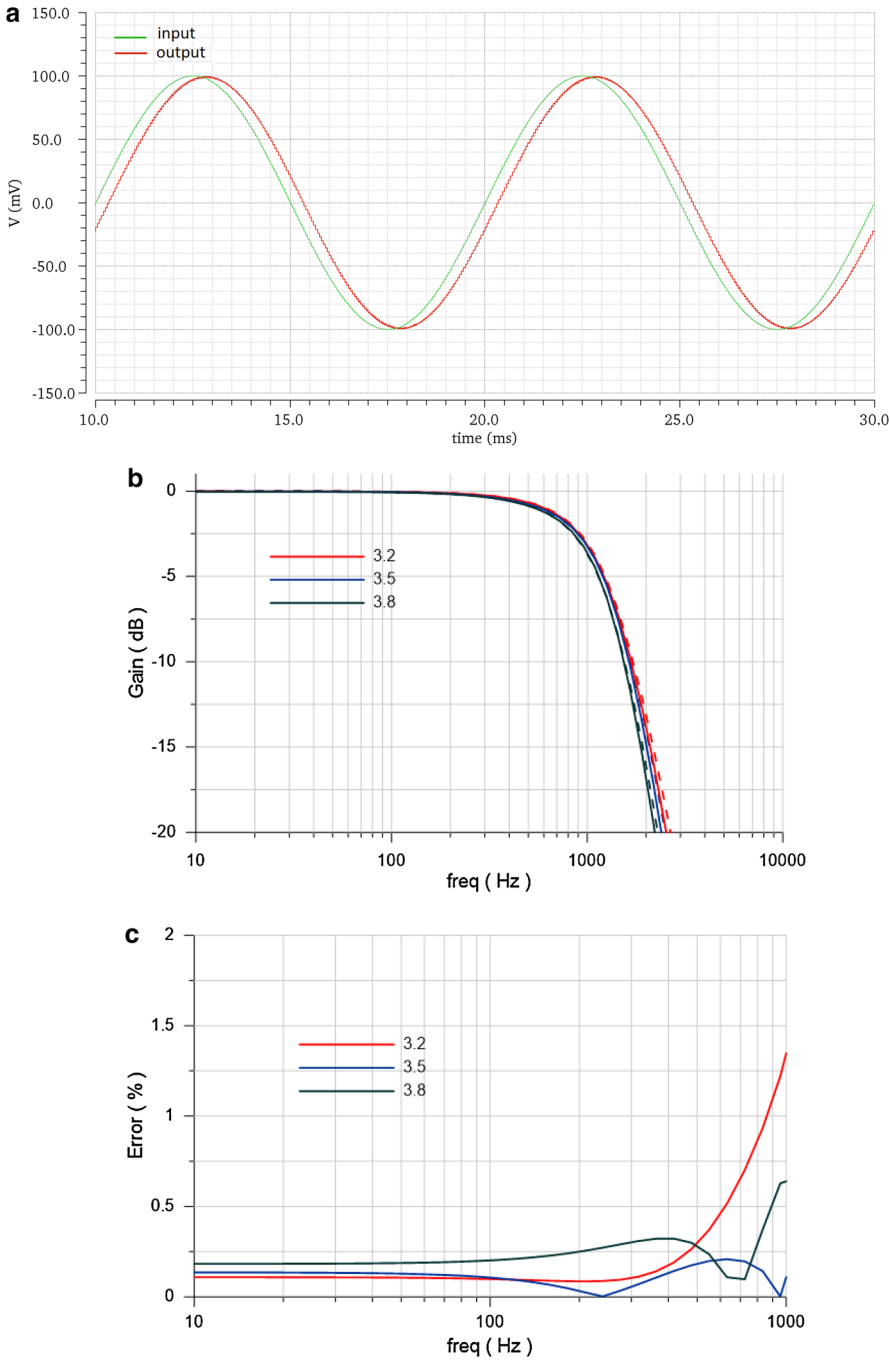 a
150.0
input
output
100.0
50.0
0.0
-50.0
-100.0
-150.0
V (mV)
10.0 15.0 20.0 25.0 30.0
time (ms)
b
0
3.2
3.5
3.8
-5
-10
-15
-20
Gain ( dB )
10 100 1000 10000
freq ( Hz )
c
2
1.5
3.2
3.5
3.8
1
0.5
0
Error ( % )
10 100 1000
freq ( Hz )